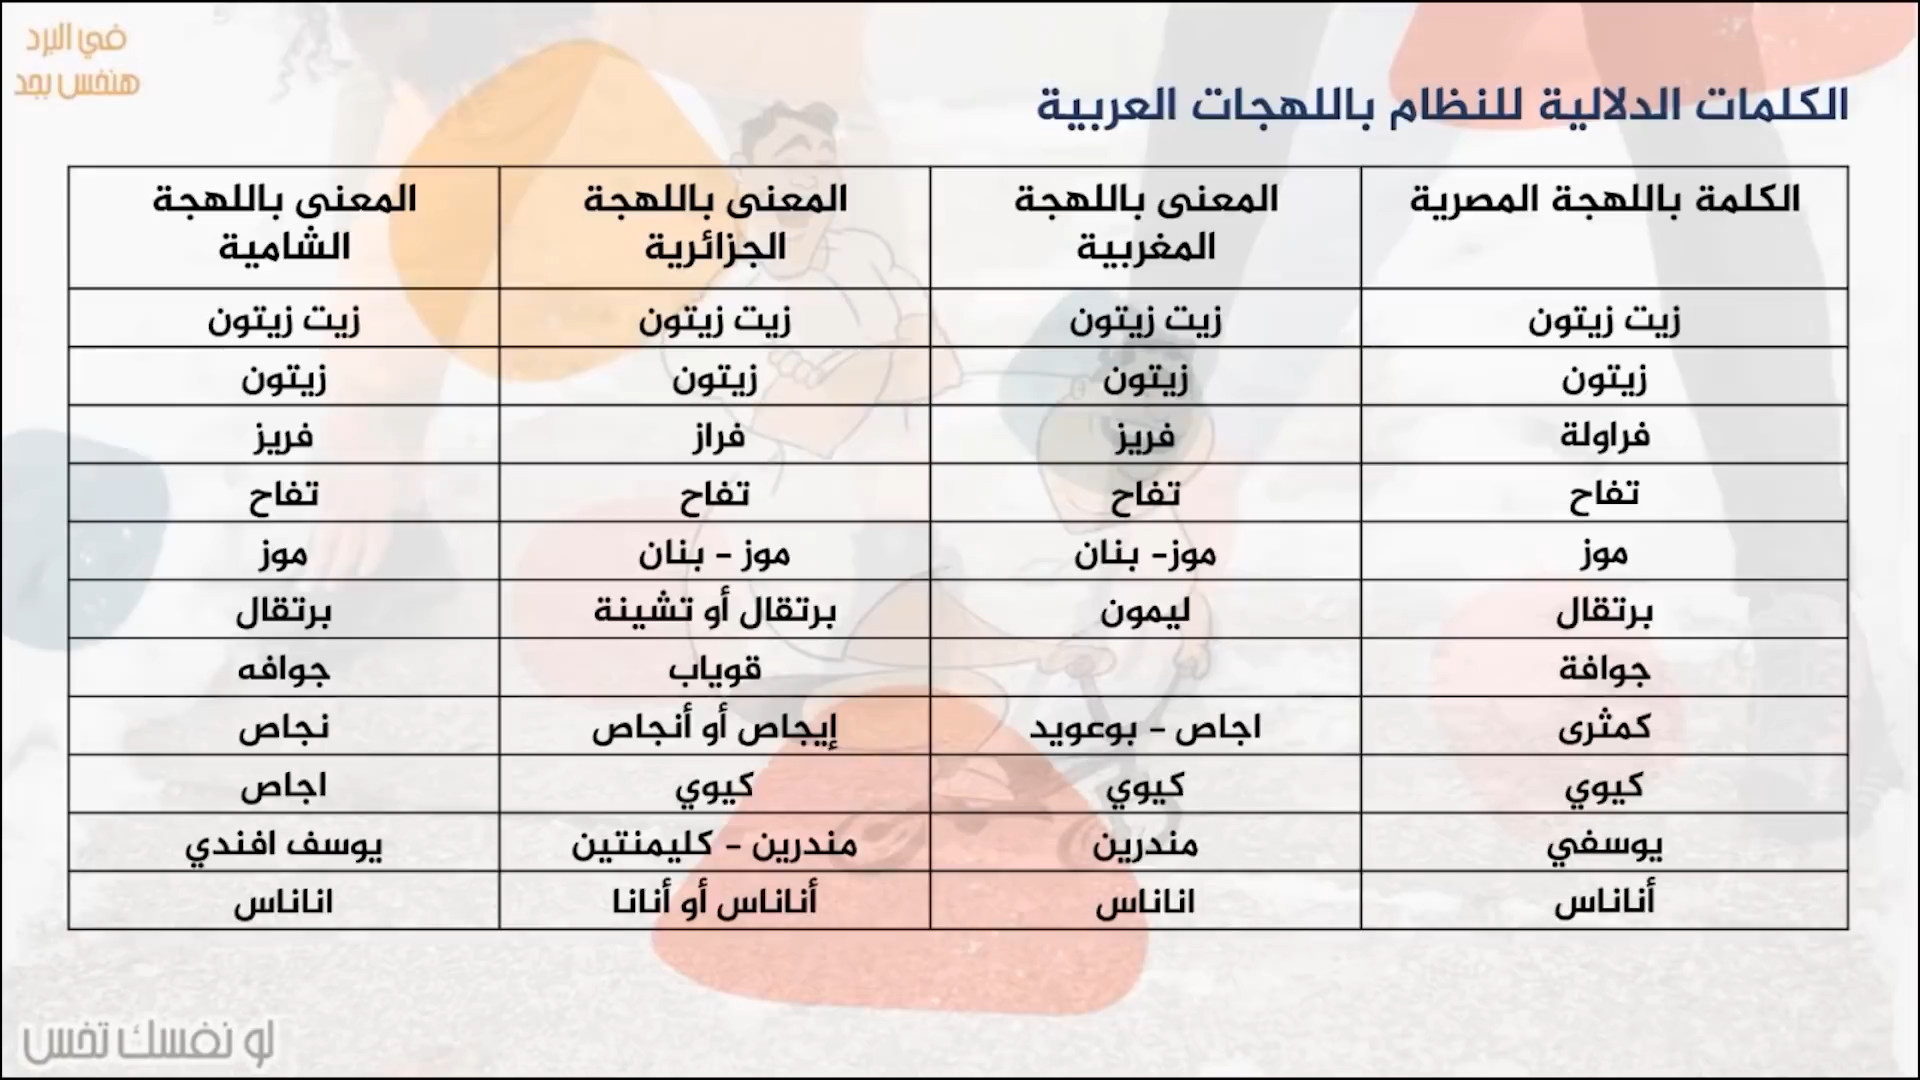 في البرد
هنخس بجد
الكلمات الدلالية للنظام باللهجات العربية
الكلمة باللهجة المصرية
المعنى باللهجة
المغربية
المعنى باللهجة
الجزائرية
المعنى باللهجة
الشامية
زيت زيتون
زيت زيتون
زيت زيتون
زيت زيتون
زيتون
زيتون
زيتون
زيتون
فراولة
فريز
فراز
فريز
تفاح
تفاح
تفاح
تفاح
موز
موز- بنان
موز – بنان
موز
برتقال
ليمون
برتقال أو تشينة
برتقال
جوافة
قوياب
جوافه
كمثرى
اجاص – بوعويد
إيجاص أو أنجاص
نجاص
كيوي
كيوي
كيوي
اجاص
يوسفي
مندرين
مندرين – كليمنتين
يوسف افندي
أناناس
اناناس
أناناس أو أنانا
اناناس
لو نفسك تخس